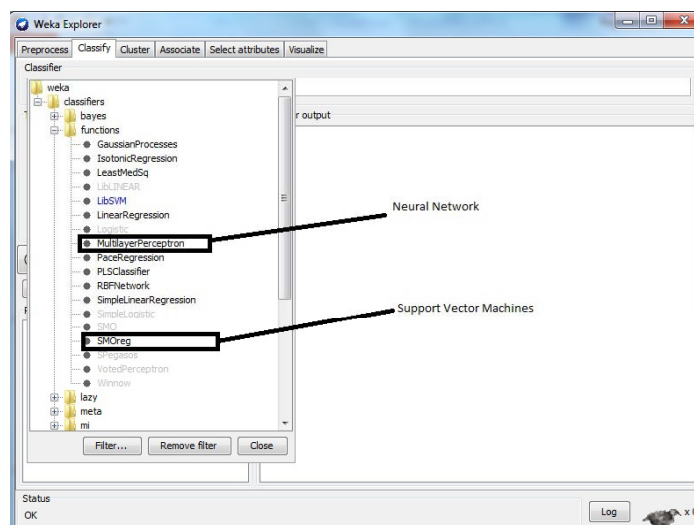 Weka Explorer
Preprocess Classify Cluster Associate Select attributes Visualize
Classifier
weka
classifiers
bayes
r output
functions
GaussianProcesses
IsotonicRegression
LeastMedSq
LibLINEAR
LibSVM
Neural Network
LinearRegression
Logistic
MultilayerPerceptron
PaceRegression
PLSClassifier
RBFNetwork
SimpleLinearRegression
Support Vector Machines
SimpleLogistic
SMO
SMOreg
SPegasos
VotedPerceptron
Winnow
lazy
meta
mi
Filter... Remove filter Close
Status
OK
Log
x